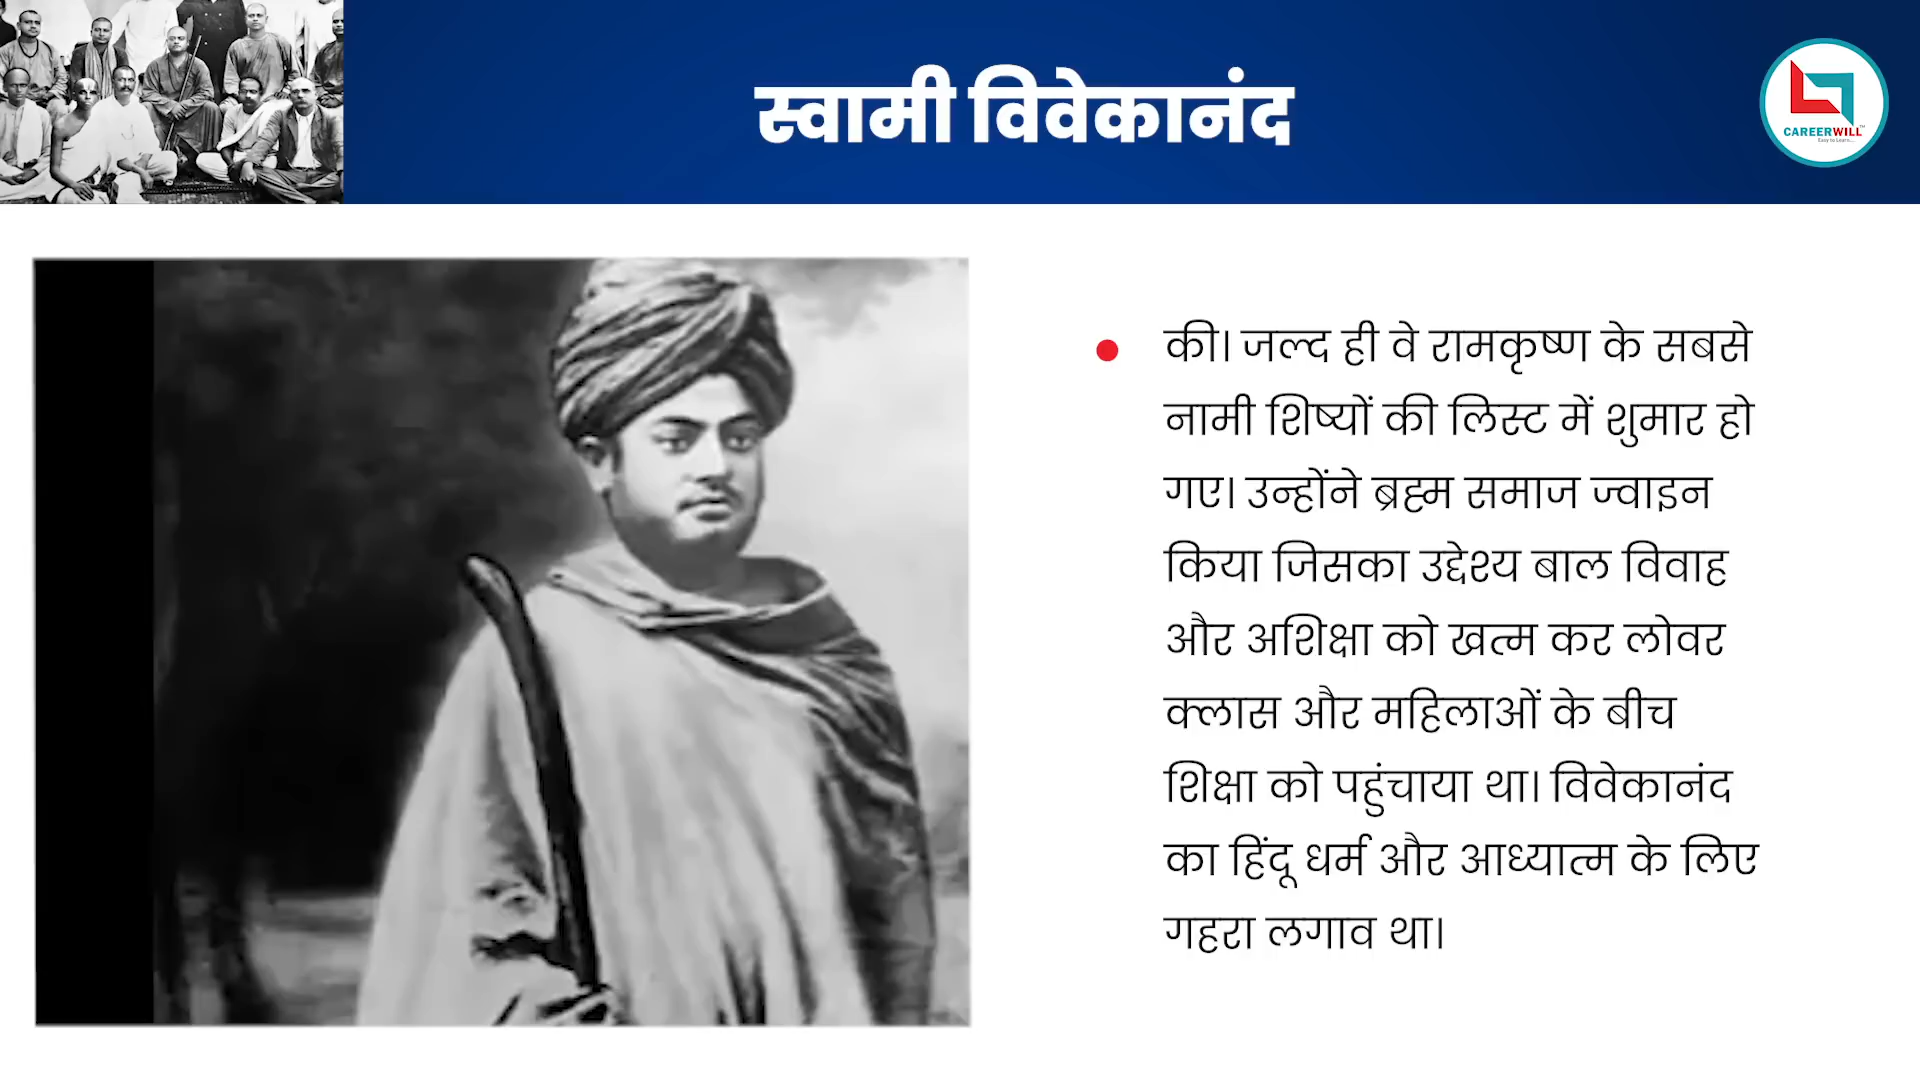 स्वामी विवेकानंद
CAREERWILL
की। जल्द ही वे रामकृष्ण के सबसे
नामी शिष्यों की लिस्ट में शुमार हो
गए। उन्होंने ब्रह्म समाज ज्वाइन
किया जिसका उद्देश्य बाल विवाह
और अशिक्षा को खत्म कर लोवर
क्लास और महिलाओं के बीच
शिक्षा को पहुंचाया था। विवेकानंद
का हिंदू धर्म और आध्यात्म के लिए
गहरा लगाव था।